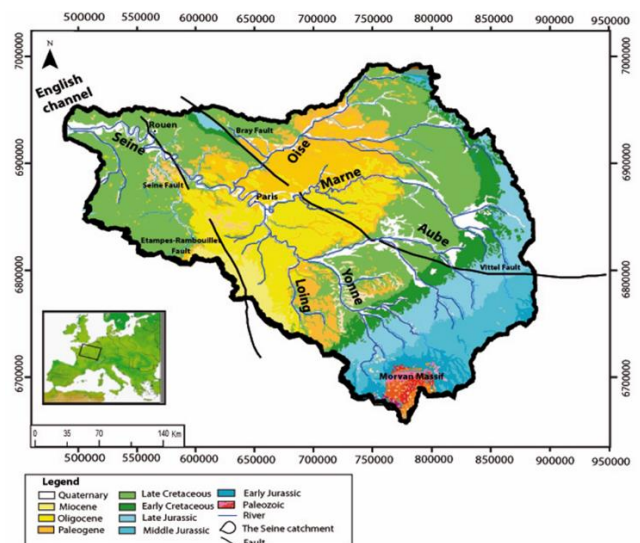 500000 550000 600000 650000 700000 750000 800000 850000 900000 950000
7000000
6900000
6800000
6700000
7000000
6900000
6800000
6700000
N
English
channel
Rouen
Seine
Bray Fault
Oise
Seine Fault
Paris
Marne
Etampes-Rambouilles
Fault
Aube
Loing
Yonne
Vittel Fault
Morvan Massif
0 35 70 140 Km
500000 550000 600000 650000 700000 750000 800000 850000 900000 950000
Legend
Quaternary
Miocene
Oligocene
Paleogene
Late Cretaceous
Early Cretaceous
Late Jurassic
Middle Jurassic
Early Jurassic
Paleozoic
River
The Seine catchment
Fault